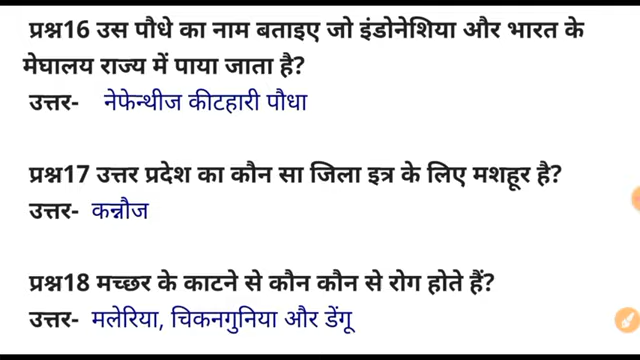 प्रश्न16 उस पौधे का नाम बताइए जो इंडोनेशिया और भारत के
मेघालय राज्य में पाया जाता है?
उत्तर- नेफेन्थीज कीटहारी पौधा
प्रश्न17 उत्तर प्रदेश का कौन सा जिला इत्र के लिए मशहूर है?
उत्तर- कन्नौज
प्रश्न18 मच्छर के काटने से कौन कौन से रोग होते हैं?
उत्तर- मलेरिया, चिकनगुनिया और डेंगू